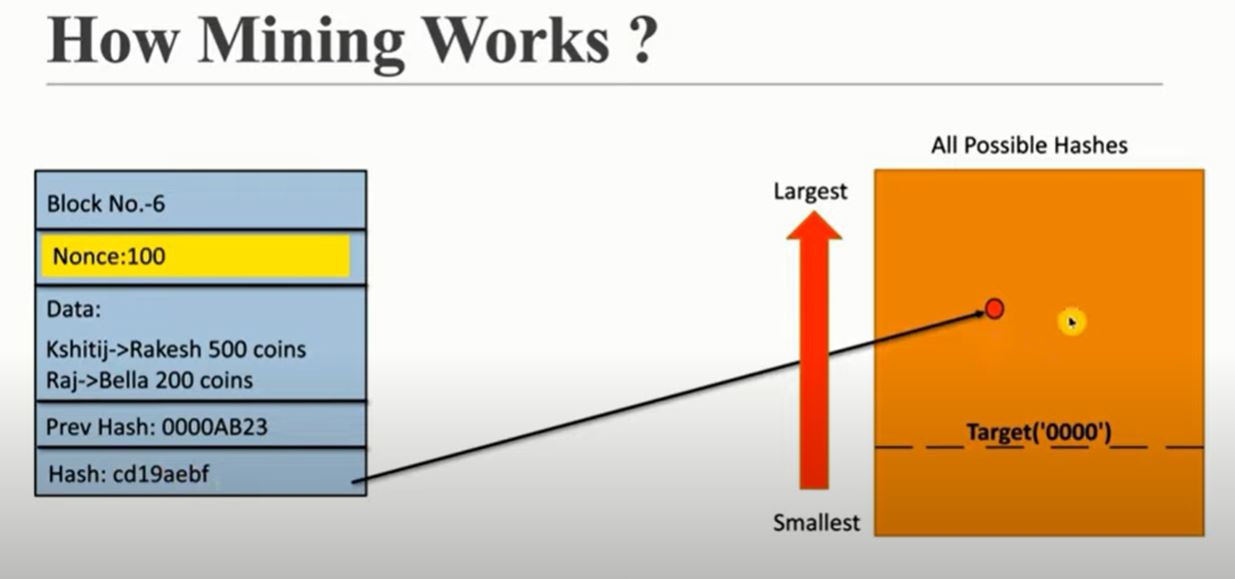 How Mining Works ?
Block No.-6
Nonce:100
Data:
Kshitij->Rakesh 500 coins
Raj->Bella 200 coins
Prev Hash: 0000AB23
Hash: cd19aebf
All Possible Hashes
Largest
Target('0000')
Smallest